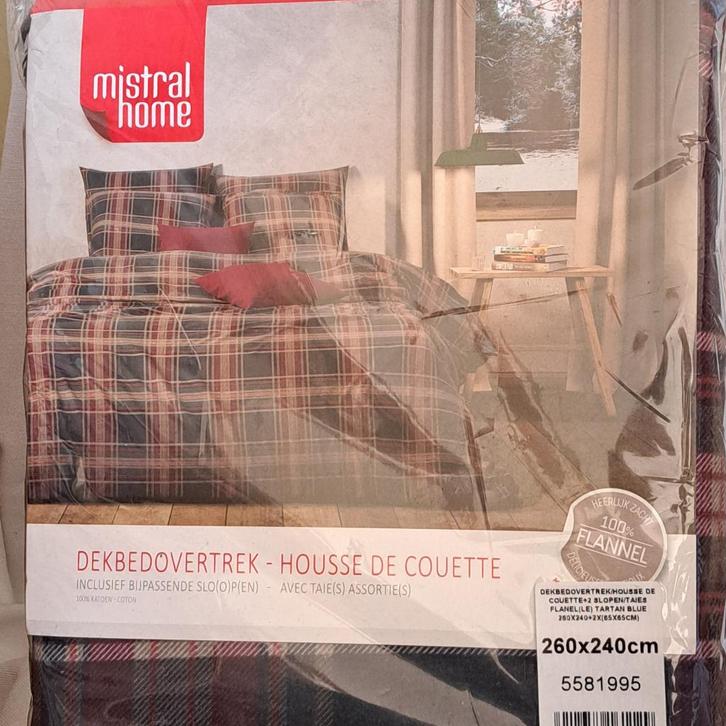 mistral
home
HEERLIJK ZACHT
100%
FLANNEL
DEKBEDOVERTREK - HOUSSE DE COUETTE
INCLUSIEF BIJPASSENDE SLO(O)P(EN) - AVEC TAIE(S) ASSORTIE(S)
100% KATOEN - COTON
DEKBEDOVERTREK/HOUSSE DE
COUETTE+2 SLOPEN/TAIES
FLANEL(LE) TARTAN BLUE
260X240+2X(65X65CM)
260x240cm
5581995